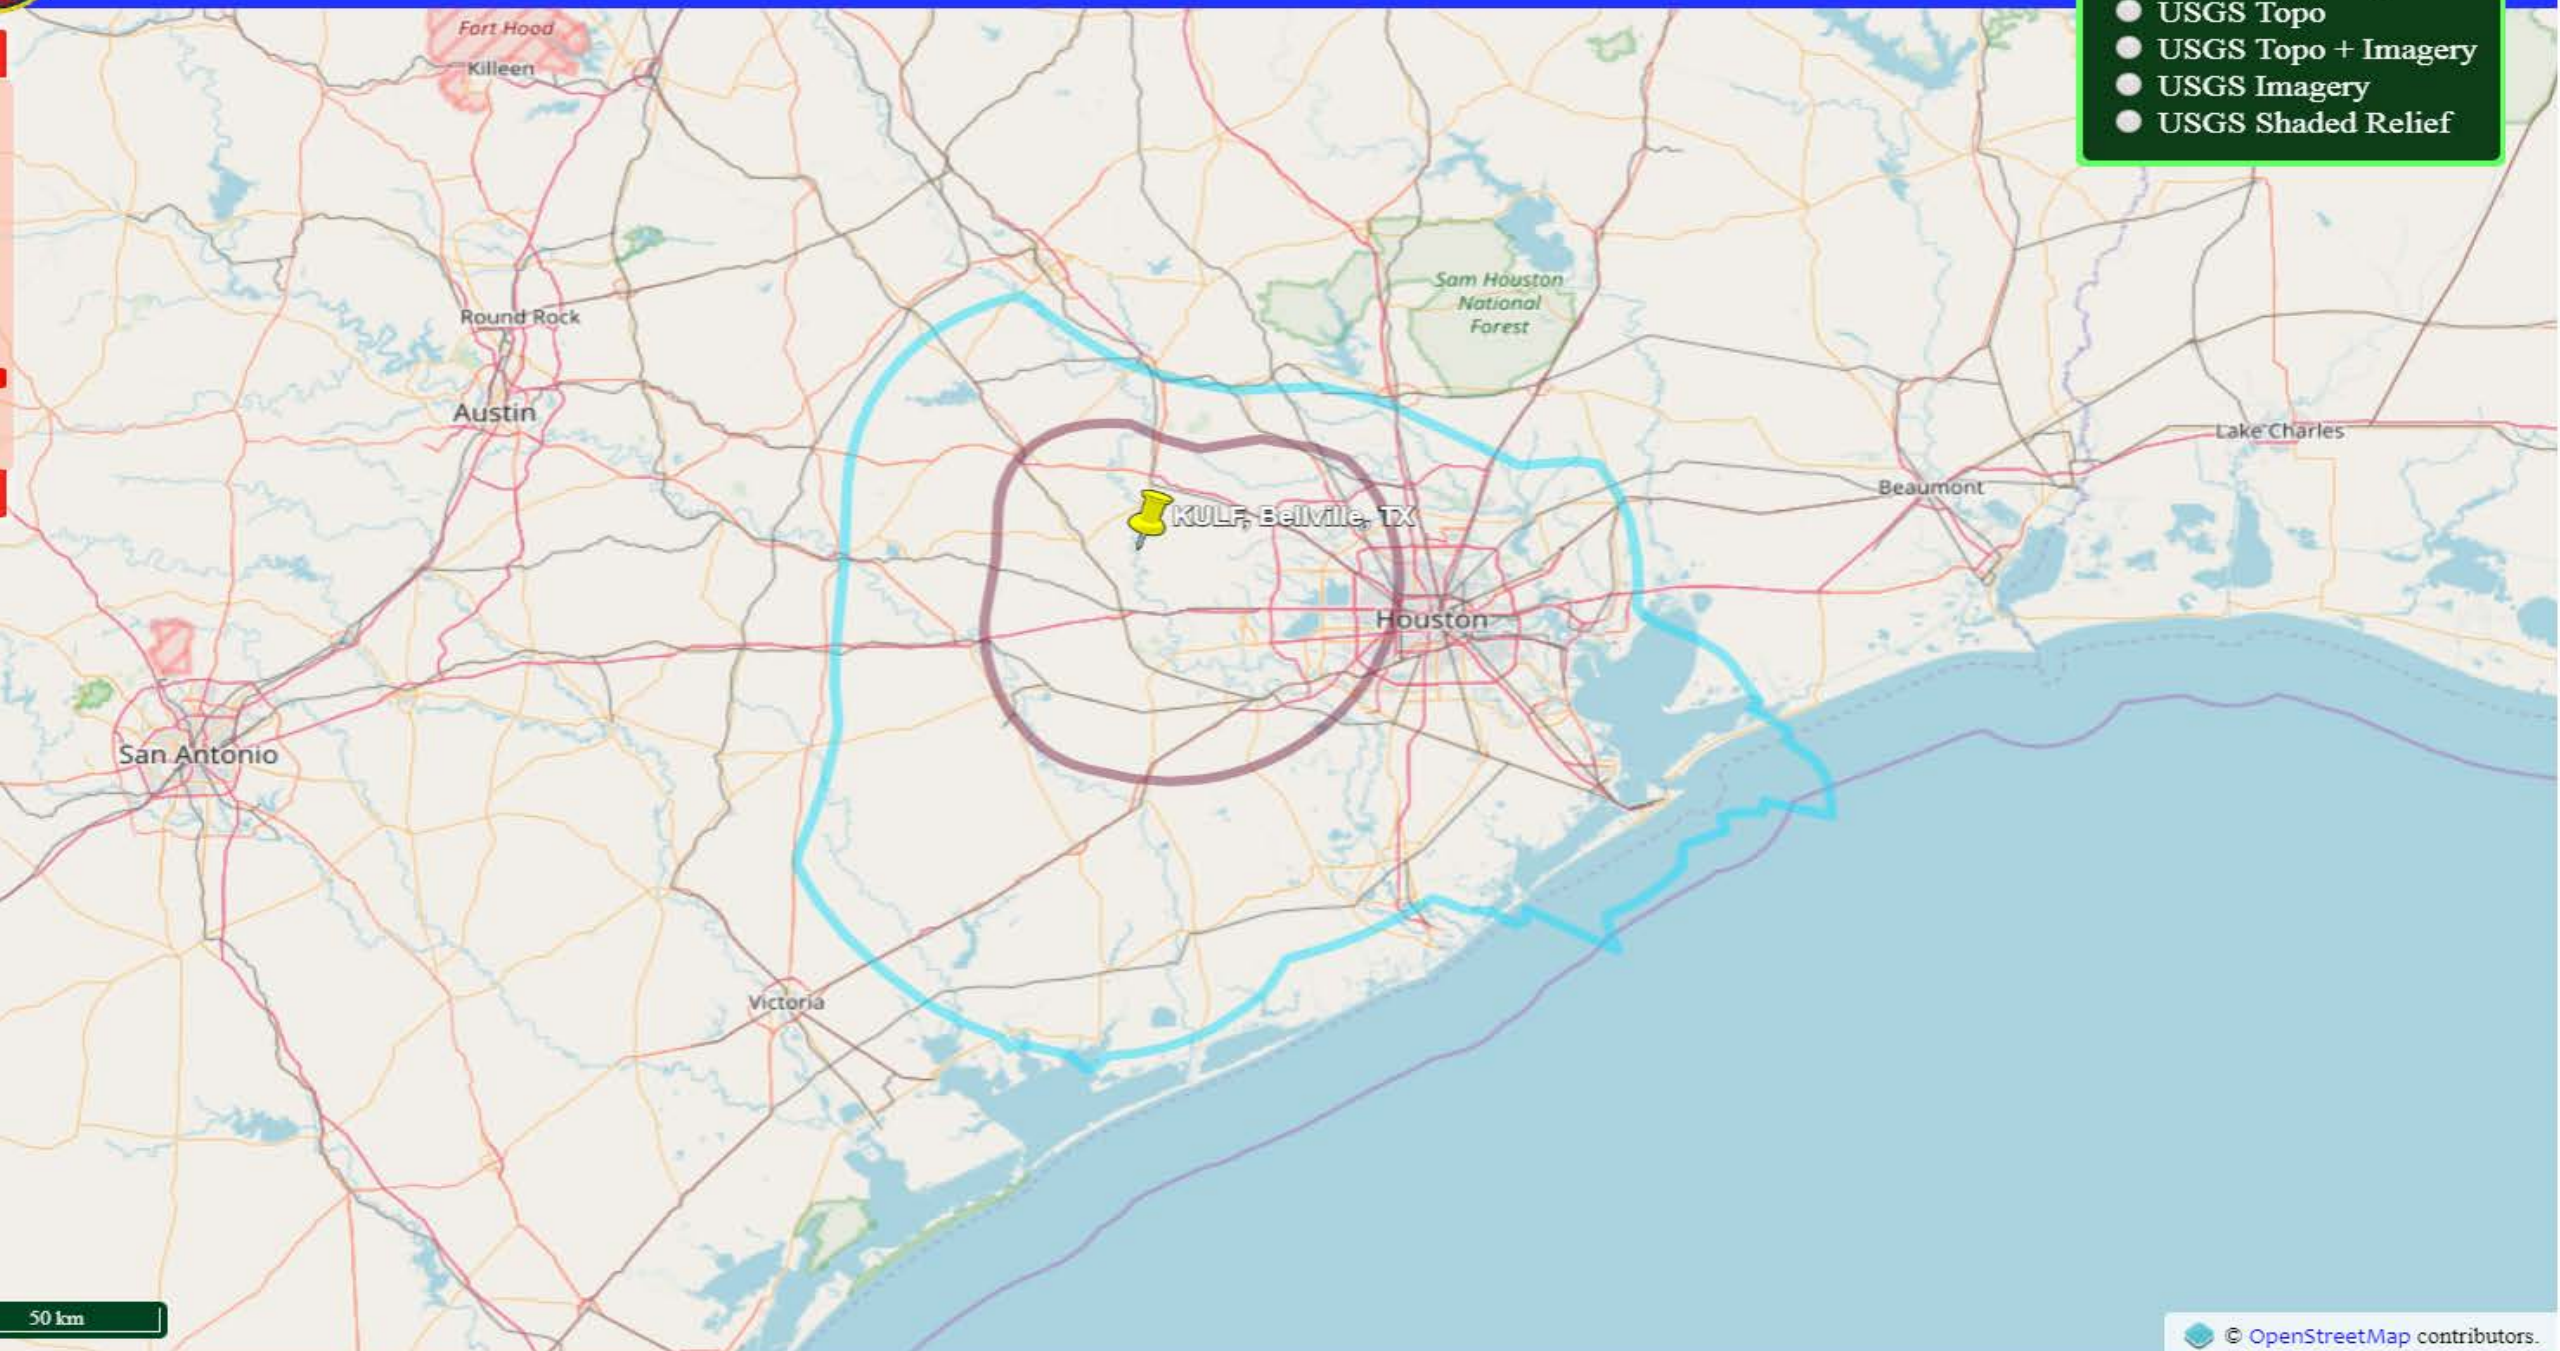 Fort Hood
Killeen
USGS Topo
USGS Topo + Imagery
USGS Imagery
USGS Shaded Relief
Sam Houston
National
Forest
Round Rock
Austin
Lake Charles
Beaumont
KULF, Bellville, TX
Houston
San Antonio
Victoria
50 km
© OpenStreetMap contributors.